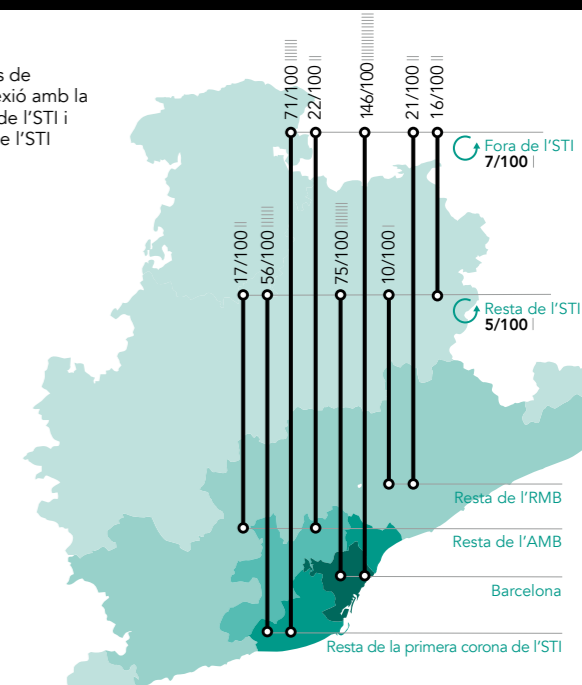 s de
exió amb la
de l'STI i
e l'STI
71/100
22/100
146/100
21/100
16/100
Fora de l'STI
7/100
17/100
56/100
75/100
10/100
Resta de l'STI
5/100
Resta de l'RMB
Resta de l'AMB
Barcelona
Resta de la primera corona de l'STI